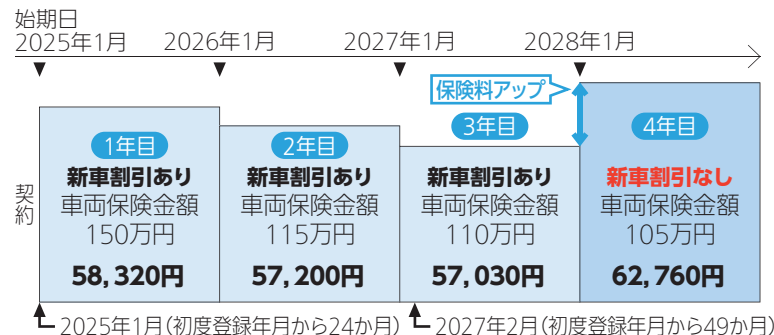 始期日
2025年1月 2026年1月 2027年1月 2028年1月
保険料アップ
契約
1年目
新車割引あり
車両保険金額
150万円
58,320円
2年目
新車割引あり
車両保険金額
115万円
57,200円
3年目
新車割引あり
車両保険金額
110万円
57,030円
4年目
新車割引なし
車両保険金額
105万円
62,760円
2025年1月(初度登録年月から24か月)
2027年2月(初度登録年月から49か月)